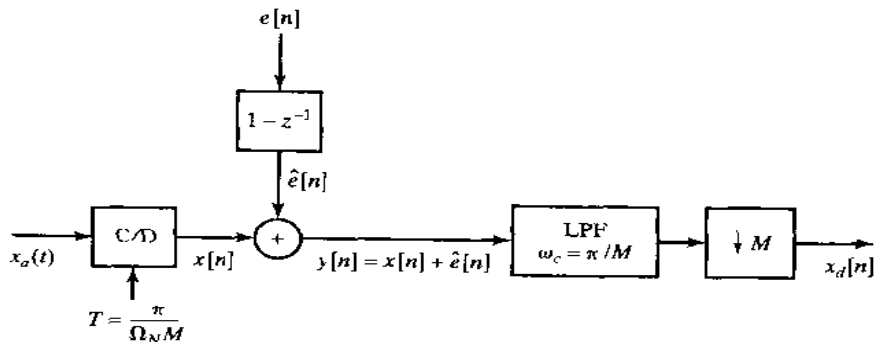 e[n]
1 − z⁻¹
ê[n]
C/D
+
LPF
ω_c = π/M
↓ M
x_a(t)
x[n]
y[n] = x[n] + ê[n]
x_d[n]
T = π/(Ω_N M)